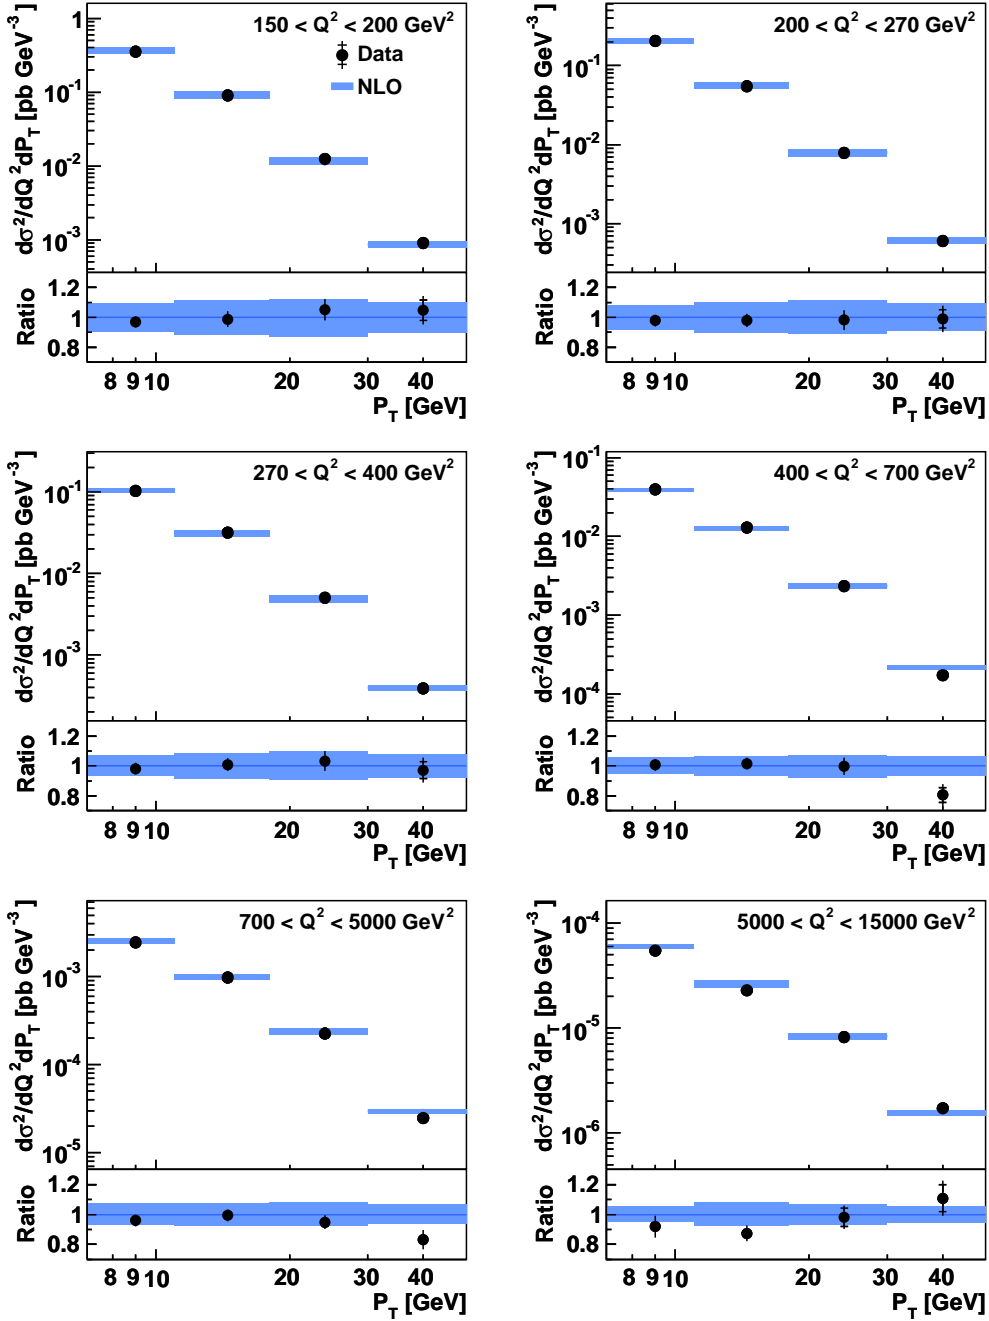 150 < Q² < 200 GeV²
Data
NLO
dσ²/dQ²dP_T [pb GeV⁻³]
1
10⁻¹
10⁻²
10⁻³
Ratio
1.2
1
0.8
8 9 10 20 30 40
P_T [GeV]
200 < Q² < 270 GeV²
dσ²/dQ²dP_T [pb GeV⁻³]
10⁻¹
10⁻²
10⁻³
Ratio
1.2
1
0.8
8 9 10 20 30 40
P_T [GeV]
270 < Q² < 400 GeV²
dσ²/dQ²dP_T [pb GeV⁻³]
10⁻¹
10⁻²
10⁻³
Ratio
1.2
1
0.8
8 9 10 20 30 40
P_T [GeV]
400 < Q² < 700 GeV²
dσ²/dQ²dP_T [pb GeV⁻³]
10⁻¹
10⁻²
10⁻³
10⁻⁴
Ratio
1.2
1
0.8
8 9 10 20 30 40
P_T [GeV]
700 < Q² < 5000 GeV²
dσ²/dQ²dP_T [pb GeV⁻³]
10⁻³
10⁻⁴
10⁻⁵
Ratio
1.2
1
0.8
8 9 10 20 30 40
P_T [GeV]
5000 < Q² < 15000 GeV²
dσ²/dQ²dP_T [pb GeV⁻³]
10⁻⁴
10⁻⁵
10⁻⁶
Ratio
1.2
1
0.8
8 9 10 20 30 40
P_T [GeV]